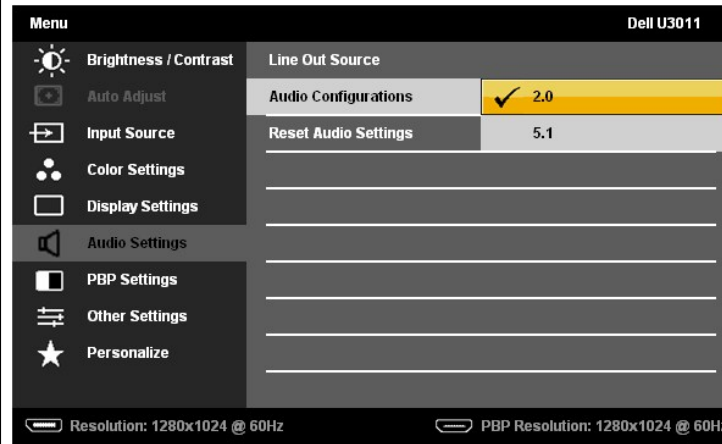 Menu Dell U3011
Brightness / Contrast Line Out Source
Auto Adjust Audio Configurations 2.0
Input Source Reset Audio Settings 5.1
Color Settings
Display Settings
Audio Settings
PBP Settings
Other Settings
Personalize
Resolution: 1280x1024 @ 60Hz PBP Resolution: 1280x1024 @ 60H